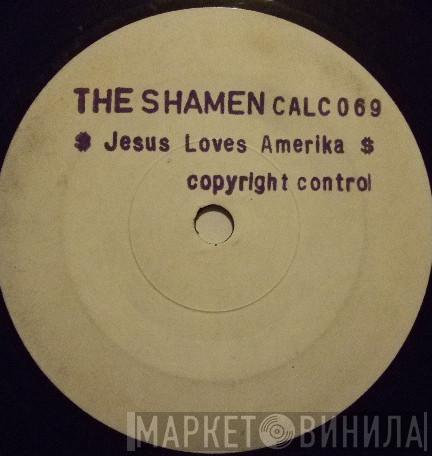 THE SHAMEN CALC069
$ Jesus Loves Amerika $
copyright control
МАРКЕТ ВИНИЛА